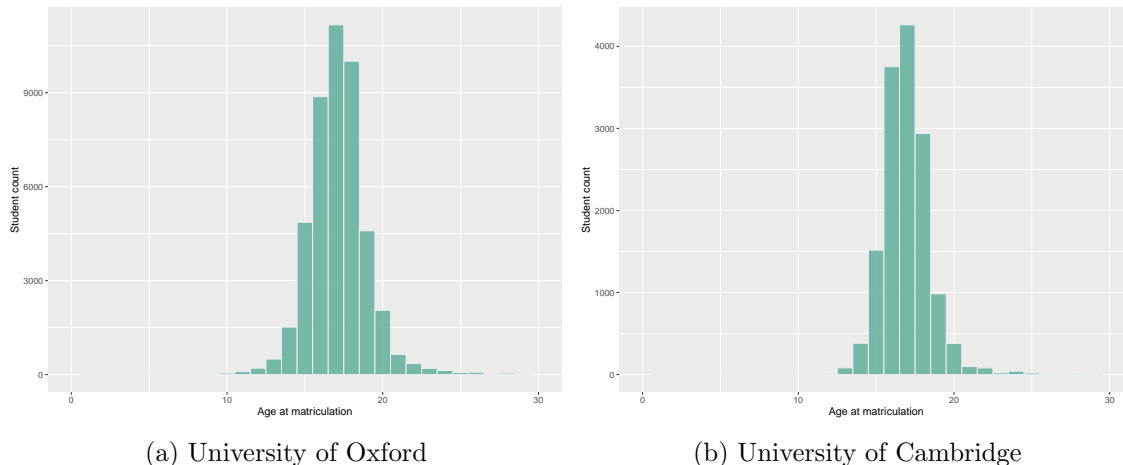 9000
6000
3000
0
Student count
0
10
20
30
Age at matriculation
(a) University of Oxford
4000
3000
2000
1000
0
Student count
0
10
20
30
Age at matriculation
(b) University of Cambridge